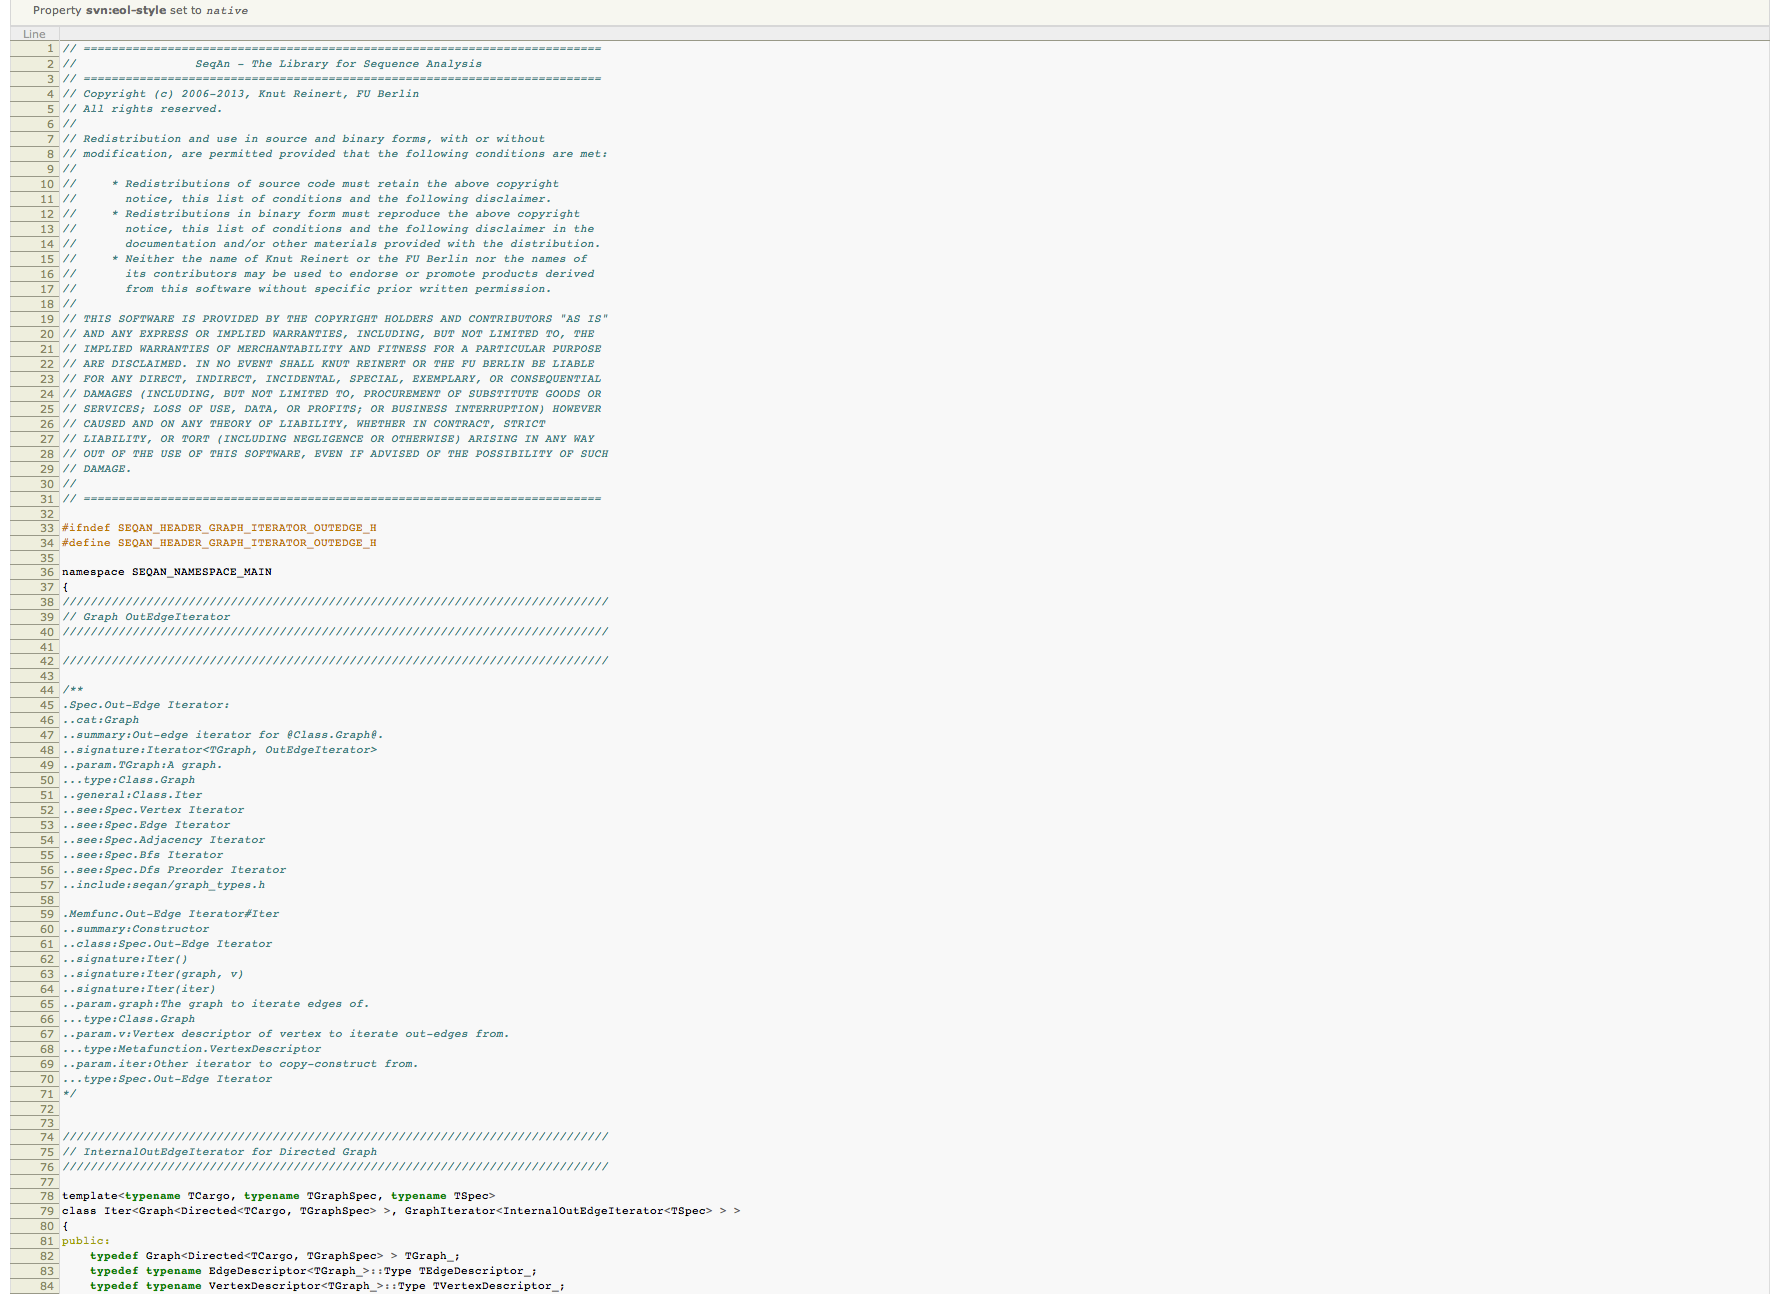 Property svn:eol-style set to native
Line
1 // ==========================================================================
2 //                 SeqAn - The Library for Sequence Analysis
3 // ==========================================================================
4 // Copyright (c) 2006-2013, Knut Reinert, FU Berlin
5 // All rights reserved.
6 //
7 // Redistribution and use in source and binary forms, with or without
8 // modification, are permitted provided that the following conditions are met:
9 //
10 //     * Redistributions of source code must retain the above copyright
11 //       notice, this list of conditions and the following disclaimer.
12 //     * Redistributions in binary form must reproduce the above copyright
13 //       notice, this list of conditions and the following disclaimer in the
14 //       documentation and/or other materials provided with the distribution.
15 //     * Neither the name of Knut Reinert or the FU Berlin nor the names of
16 //       its contributors may be used to endorse or promote products derived
17 //       from this software without specific prior written permission.
18 //
19 // THIS SOFTWARE IS PROVIDED BY THE COPYRIGHT HOLDERS AND CONTRIBUTORS "AS IS"
20 // AND ANY EXPRESS OR IMPLIED WARRANTIES, INCLUDING, BUT NOT LIMITED TO, THE
21 // IMPLIED WARRANTIES OF MERCHANTABILITY AND FITNESS FOR A PARTICULAR PURPOSE
22 // ARE DISCLAIMED. IN NO EVENT SHALL KNUT REINERT OR THE FU BERLIN BE LIABLE
23 // FOR ANY DIRECT, INDIRECT, INCIDENTAL, SPECIAL, EXEMPLARY, OR CONSEQUENTIAL
24 // DAMAGES (INCLUDING, BUT NOT LIMITED TO, PROCUREMENT OF SUBSTITUTE GOODS OR
25 // SERVICES; LOSS OF USE, DATA, OR PROFITS; OR BUSINESS INTERRUPTION) HOWEVER
26 // CAUSED AND ON ANY THEORY OF LIABILITY, WHETHER IN CONTRACT, STRICT
27 // LIABILITY, OR TORT (INCLUDING NEGLIGENCE OR OTHERWISE) ARISING IN ANY WAY
28 // OUT OF THE USE OF THIS SOFTWARE, EVEN IF ADVISED OF THE POSSIBILITY OF SUCH
29 // DAMAGE.
30 //
31 // ==========================================================================
32
33 #ifndef SEQAN_HEADER_GRAPH_ITERATOR_OUTEDGE_H
34 #define SEQAN_HEADER_GRAPH_ITERATOR_OUTEDGE_H
35
36 namespace SEQAN_NAMESPACE_MAIN
37 {
38 //////////////////////////////////////////////////////////////////////////////
39 // Graph OutEdgeIterator
40 //////////////////////////////////////////////////////////////////////////////
41
42 //////////////////////////////////////////////////////////////////////////////
43
44 /**
45 .Spec.Out-Edge Iterator:
46 ..cat:Graph
47 ..summary:Out-edge iterator for @Class.Graph@.
48 ..signature:Iterator<TGraph, OutEdgeIterator>
49 ..param.TGraph:A graph.
50 ...type:Class.Graph
51 ..general:Class.Iter
52 ..see:Spec.Vertex Iterator
53 ..see:Spec.Edge Iterator
54 ..see:Spec.Adjacency Iterator
55 ..see:Spec.Bfs Iterator
56 ..see:Spec.Dfs Preorder Iterator
57 ..include:seqan/graph_types.h
58
59 .Memfunc.Out-Edge Iterator#Iter
60 ..summary:Constructor
61 ..class:Spec.Out-Edge Iterator
62 ..signature:Iter()
63 ..signature:Iter(graph, v)
64 ..signature:Iter(iter)
65 ..param.graph:The graph to iterate edges of.
66 ...type:Class.Graph
67 ..param.v:Vertex descriptor of vertex to iterate out-edges from.
68 ...type:Metafunction.VertexDescriptor
69 ..param.iter:Other iterator to copy-construct from.
70 ...type:Spec.Out-Edge Iterator
71 */
72
73
74 //////////////////////////////////////////////////////////////////////////////
75 // InternalOutEdgeIterator for Directed Graph
76 //////////////////////////////////////////////////////////////////////////////
77
78 template<typename TCargo, typename TGraphSpec, typename TSpec>
79 class Iter<Graph<Directed<TCargo, TGraphSpec> >, GraphIterator<InternalOutEdgeIterator<TSpec> > >
80 {
81 public:
82     typedef Graph<Directed<TCargo, TGraphSpec> > TGraph_;
83     typedef typename EdgeDescriptor<TGraph_>::Type TEdgeDescriptor_;
84     typedef typename VertexDescriptor<TGraph_>::Type TVertexDescriptor_;